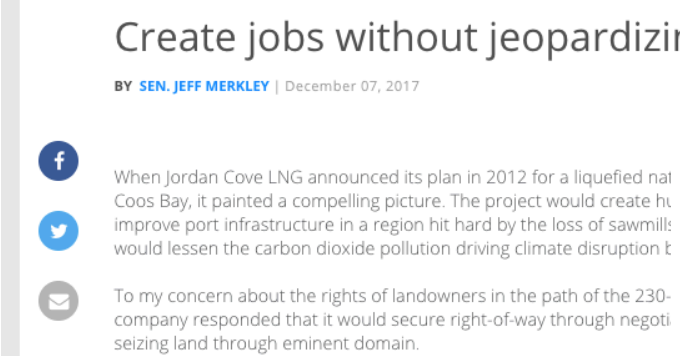 Create jobs without jeopardizi
BY SEN. JEFF MERKLEY | December 07, 2017
When Jordan Cove LNG announced its plan in 2012 for a liquefied nat
Coos Bay, it painted a compelling picture. The project would create hu
improve port infrastructure in a region hit hard by the loss of sawmills
would lessen the carbon dioxide pollution driving climate disruption b
To my concern about the rights of landowners in the path of the 230-
company responded that it would secure right-of-way through negoti
seizing land through eminent domain.